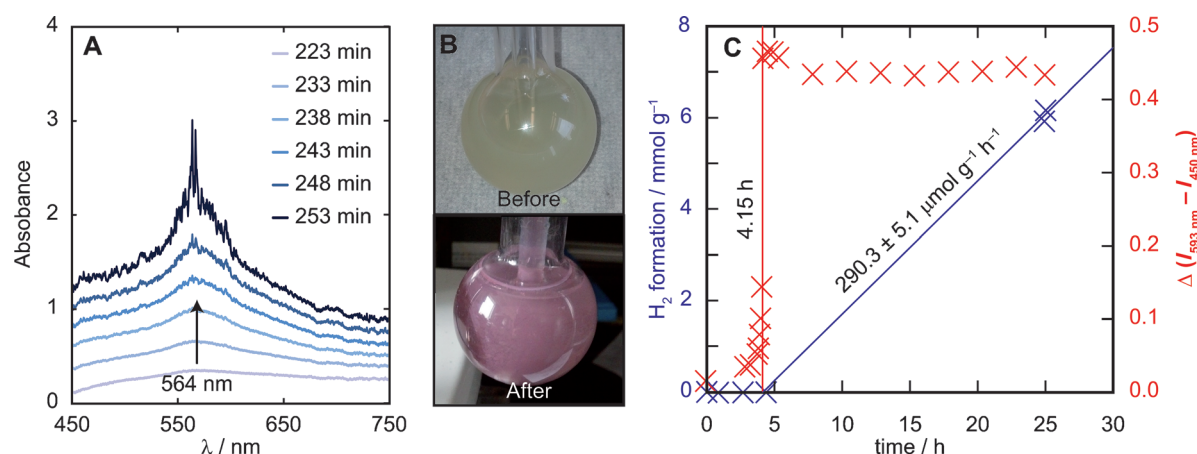 A
4
3
2
1
0
Absobance
223 min
233 min
238 min
243 min
248 min
253 min
564 nm
450
550
650
750
λ / nm
B
Before
After
C
8
6
4
2
0
H₂ formation / mmol g⁻¹
4.15 h
290.3 ± 5.1 μmol g⁻¹ h⁻¹
0.5
0.4
0.3
0.2
0.1
0.0
Δ (I₅₉₃ ₙₘ – I₄₅₀ ₙₘ)
0
5
10
15
20
25
30
time / h